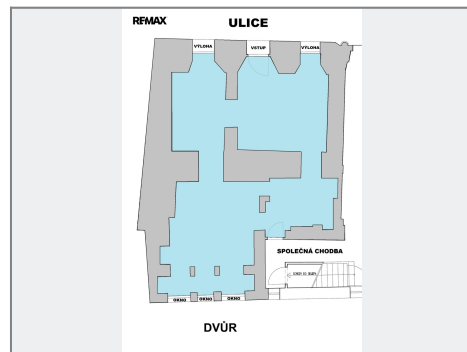 RE/MAX
ULICE
VÝLOHA
VSTUP
VÝLOHA
SPOLEČNÁ CHODBA
OKNO
OKNO
OKNO
DVŮR